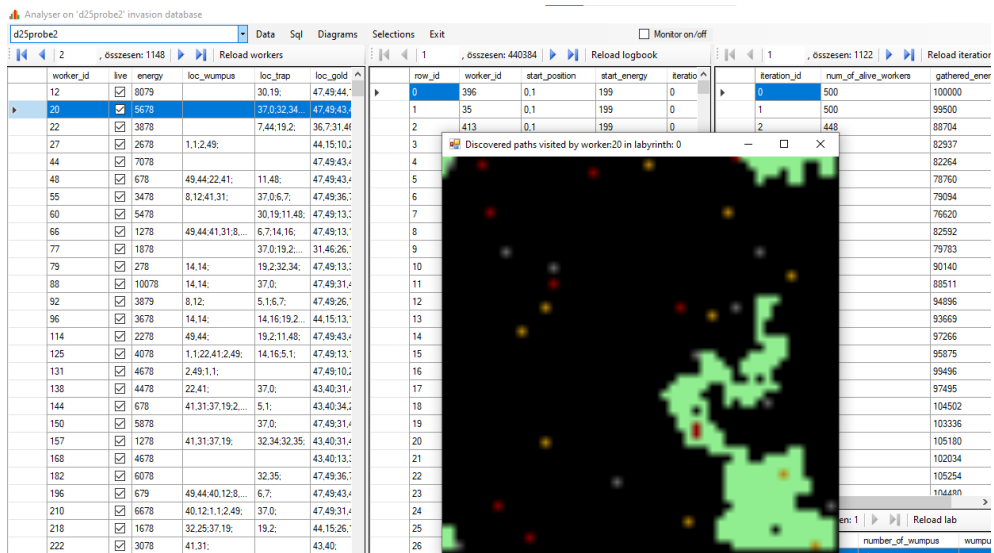 Analyser on 'd25probe2' invasion database
d25probe2 Data Sql Diagrams Selections Exit Monitor on/off
2 , összesen: 1148 Reload workers 1 , összesen: 440384 Reload logbook 1 , összesen: 1122 Reload iteration
worker_id live energy loc_wumpus loc_trap loc_gold row_id worker_id start_position start_energy iteratio iteration_id num_of_alive_workers gathered_ener
12 8079 30,19; 47,49;44, 0 396 0,1 199 0 0 500 100000
20 5678 37,0;32,34... 47,49;43,4 1 35 0,1 199 0 1 500 99500
22 3878 7,44;19,2; 36,7;31,46 2 413 0,1 199 0 2 448 88704
27 2678 1,1;2,49; 44,15;10,2 3 82937
Discovered paths visited by worker:20 in labyrinth: 0
44 7078 47,49;43,4 4 82264
48 678 49,44;22,41; 11,48; 47,49;43,4 5 78760
55 3478 8,12;41,31; 37,0;6,7; 47,49;36,7 6 79094
60 5478 30,19;11,48; 47,49;13,3 7 76620
66 1278 49,44;41,31;8,... 6,7;14,16; 47,49;13, 8 82592
77 1878 37,0;19,2;... 31,46;26, 9 79783
79 278 14,14; 19,2;32,34; 47,49;13,3 10 90140
88 10078 14,14; 37,0; 47,49;31,4 11 88511
92 3879 8,12; 5,1;6,7; 47,49;26, 12 94896
96 3678 14,14; 14,16;19,2... 44,15;13, 13 93669
114 2278 49,44; 19,2;11,48; 47,49;43,4 14 97266
125 4078 1,1;22,41;2,49; 14,16;5,1; 47,49;13, 15 95875
131 4678 2,49;1,1; 47,49;10,2 16 99496
138 4478 22,41; 37,0; 43,40;31,4 17 97495
144 678 41,31;37,19;2,... 5,1; 43,40;34,2 18 104502
150 5878 37,0; 47,49;31,4 19 103336
157 1278 41,31;37,19; 32,34;32,35; 43,40;31,4 20 105180
168 4678 43,40;13,3 21 102034
182 6078 32,35; 47,49;36,7 22 105254
196 679 49,44;40,12;8,... 6,7; 47,49;43,4 23 104480
210 6678 40,12;1,1;2,49; 37,0; 47,49;31,4 24 en: 1 Reload lab
218 1678 32,25;37,19; 19,2; 44,15;26, 25 number_of_wumpus wumpu
222 3078 41,31; 43,40; 26